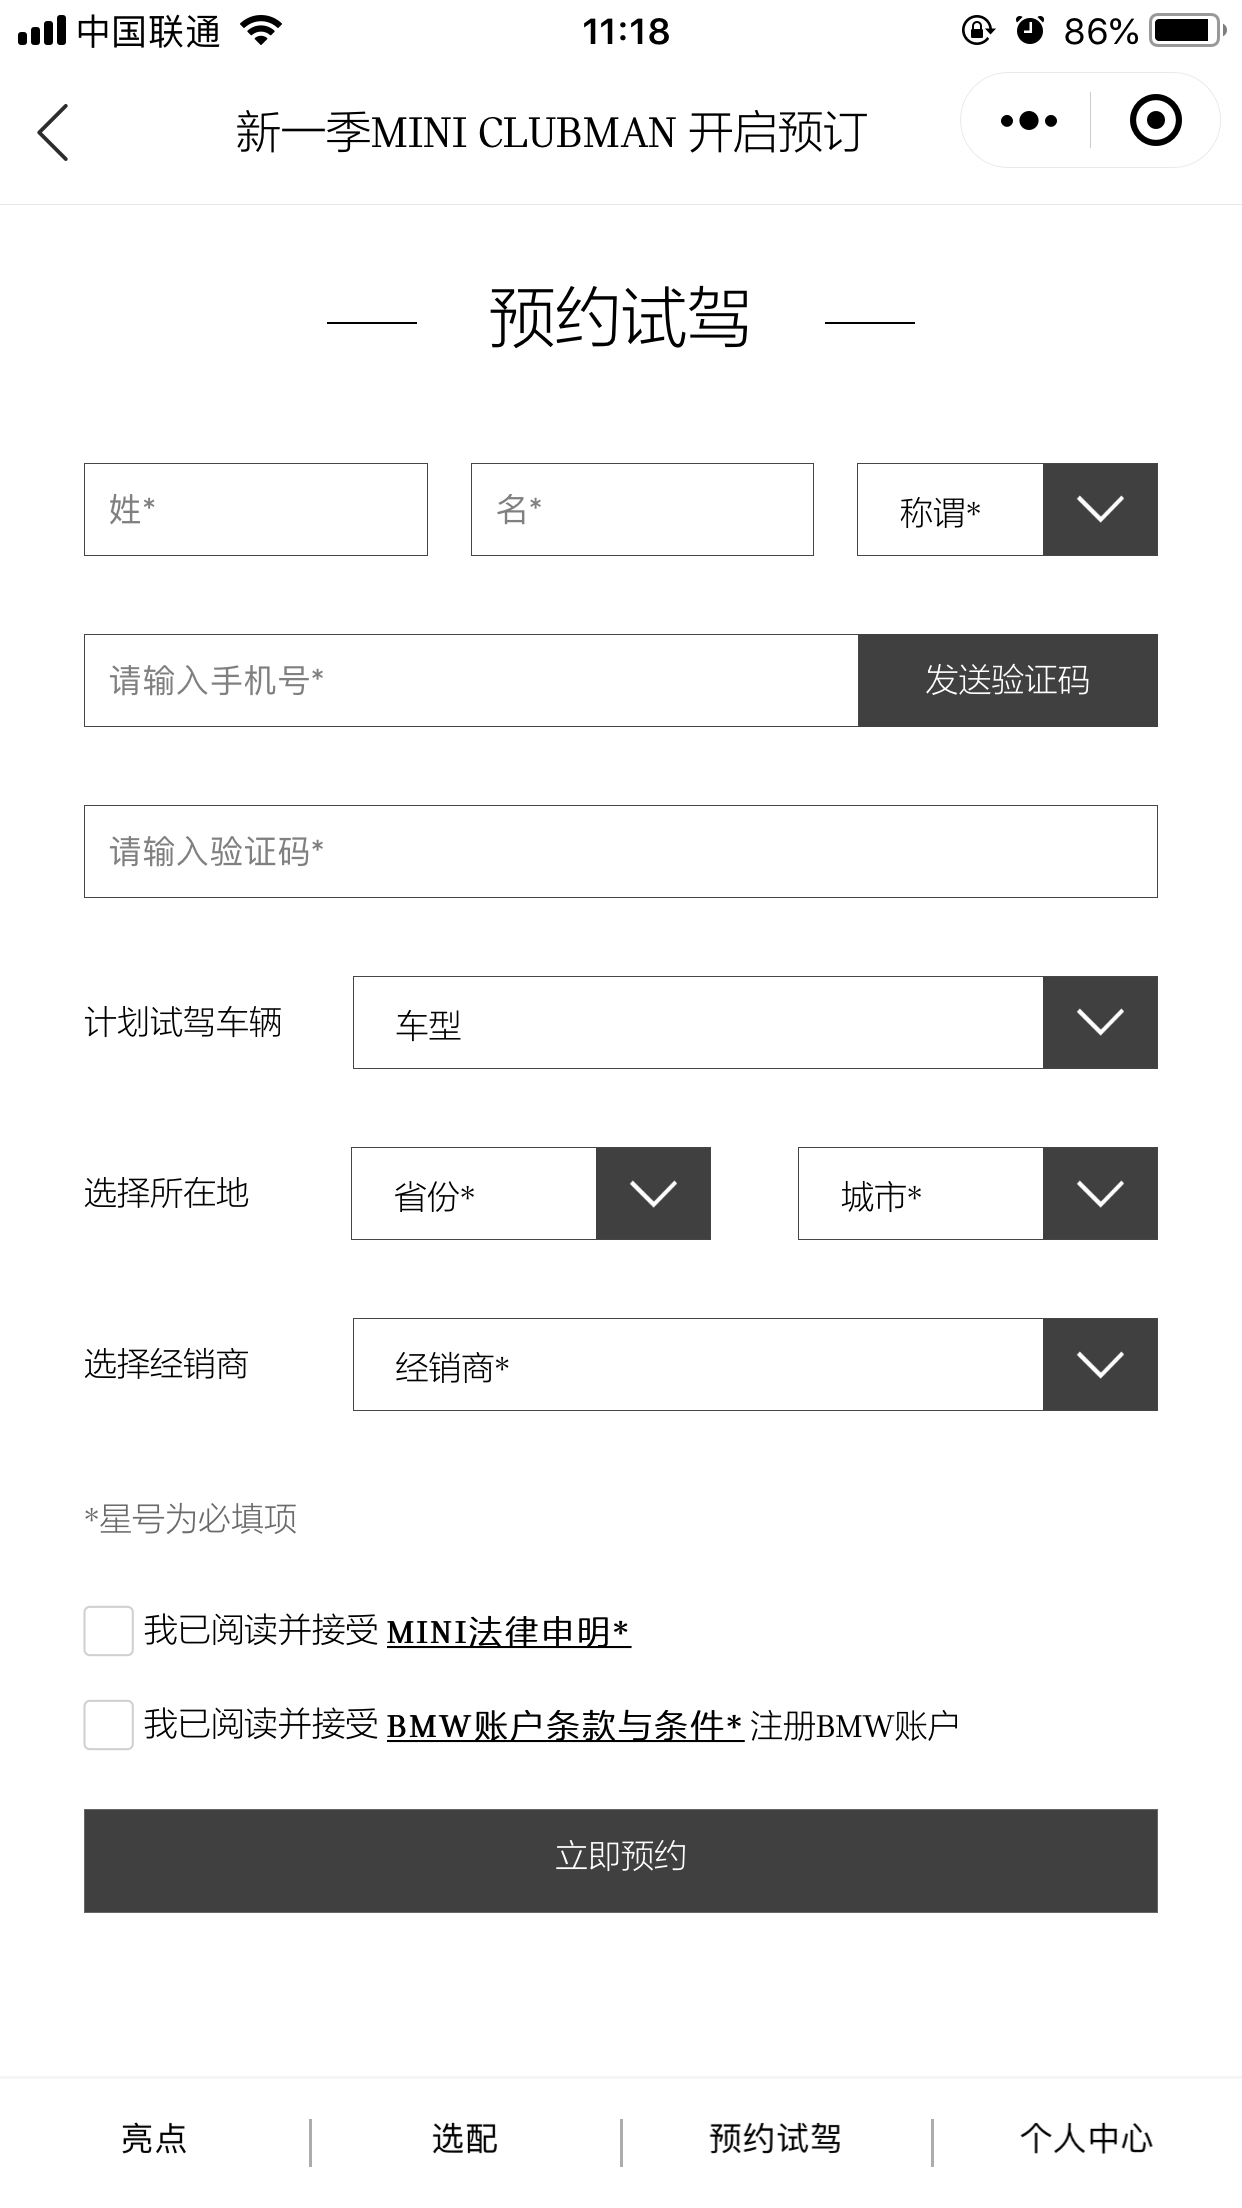 中国联通 11:18 86%
新一季MINI CLUBMAN 开启预订
预约试驾
姓* 名* 称谓*
请输入手机号* 发送验证码
请输入验证码*
计划试驾车辆 车型
选择所在地 省份* 城市*
选择经销商 经销商*
*星号为必填项
我已阅读并接受 MINI法律申明*
我已阅读并接受 BMW账户条款与条件* 注册BMW账户
立即预约
亮点 选配 预约试驾 个人中心